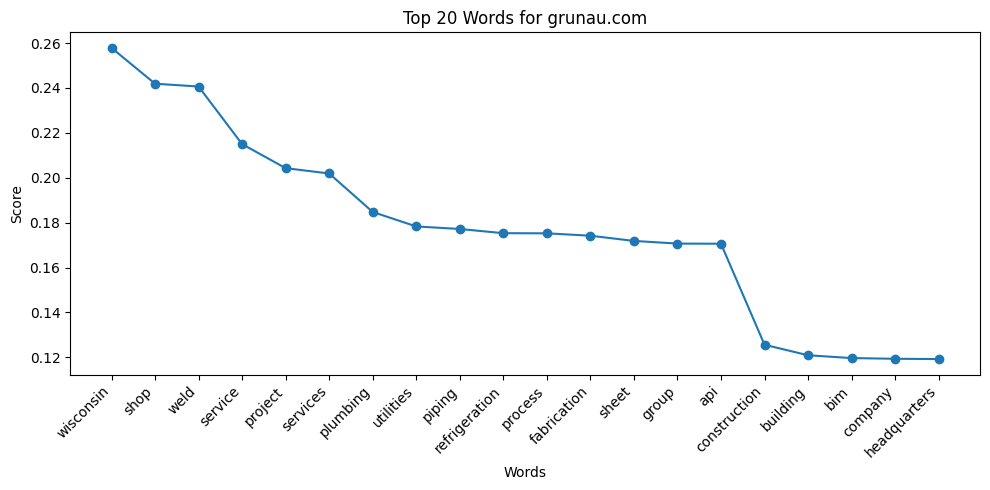 Top 20 Words for grunau.com
Score
0.26
0.24
0.22
0.20
0.18
0.16
0.14
0.12
wisconsin
shop
weld
service
project
services
plumbing
utilities
piping
refrigeration
process
fabrication
sheet
group
api
construction
building
bim
company
headquarters
Words